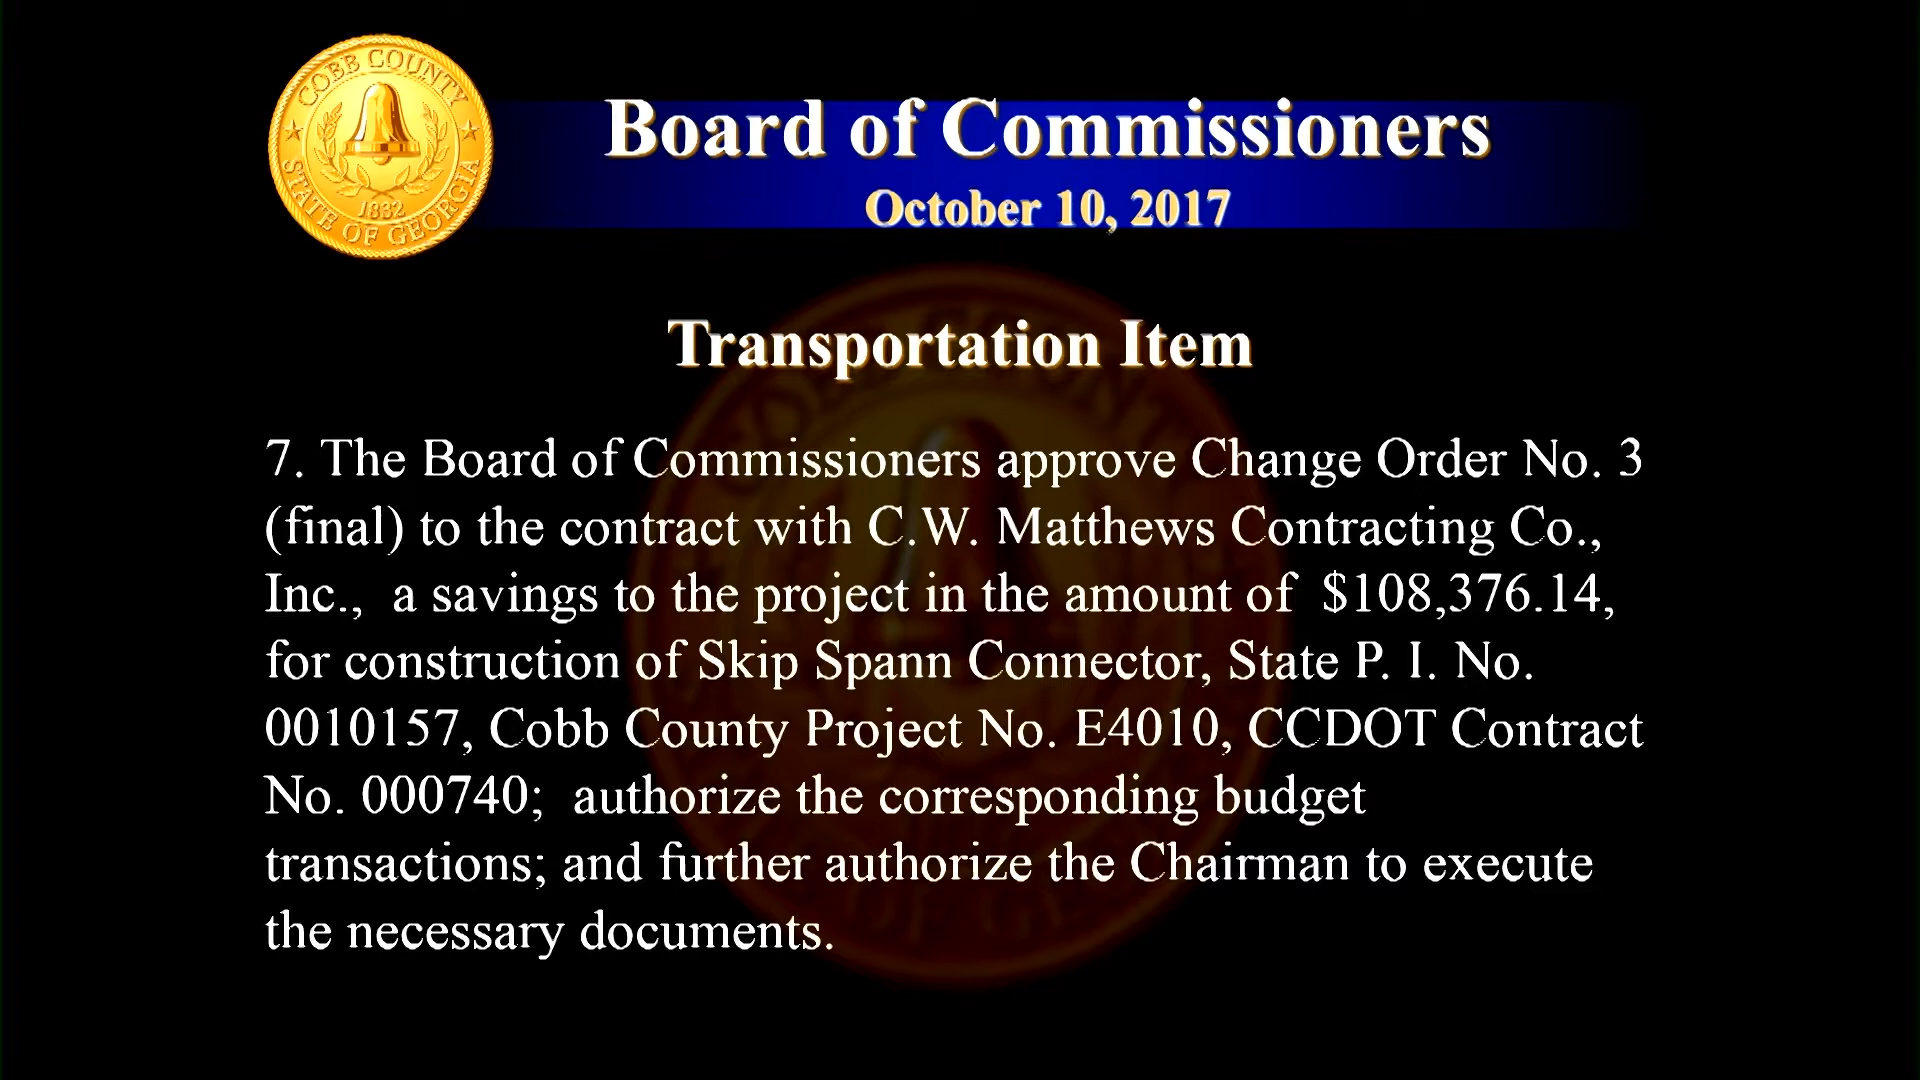 COBB COUNTY
1832
STATE OF GEORGIA
Board of Commissioners
October 10, 2017
Transportation Item
7. The Board of Commissioners approve Change Order No. 3
(final) to the contract with C.W. Matthews Contracting Co.,
Inc.,  a savings to the project in the amount of  $108,376.14,
for construction of Skip Spann Connector, State P. I. No.
0010157, Cobb County Project No. E4010, CCDOT Contract
No. 000740;  authorize the corresponding budget
transactions; and further authorize the Chairman to execute
the necessary documents.